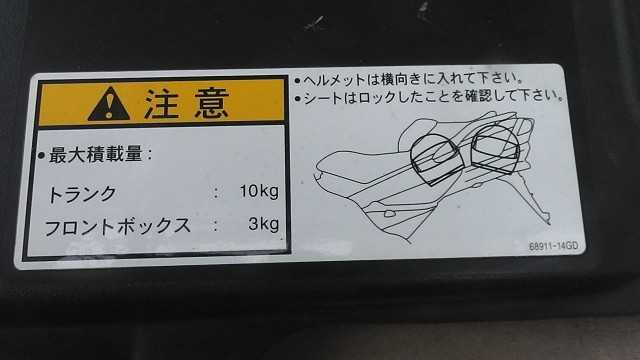 注意
・最大積載量:
トランク : 10kg
フロントボックス : 3kg
・ヘルメットは横向きに入れて下さい。
・シートはロックしたことを確認して下さい。
68911-14GD